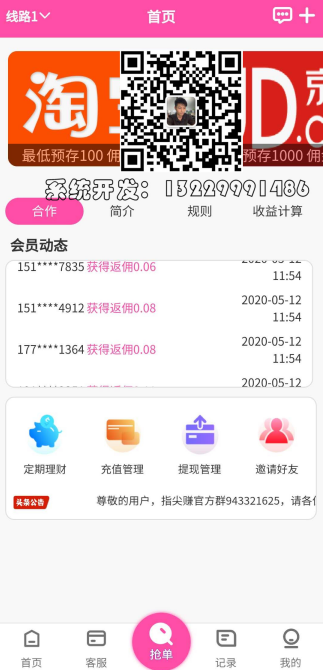 线路1
首页
淘
D
京
.c
最低预存100 佣
预存1000 佣
系统开发：13229991486
合作
简介
规则
收益计算
会员动态
151****7835 获得返佣0.06
11:54
151****4912 获得返佣0.08
2020-05-12
11:54
177****1364 获得返佣0.08
2020-05-12
11:54
2020-05-12
定期理财
充值管理
提现管理
邀请好友
头条公告
尊敬的用户，指尖赚官方群943321625，请各
首页
客服
抢单
记录
我的